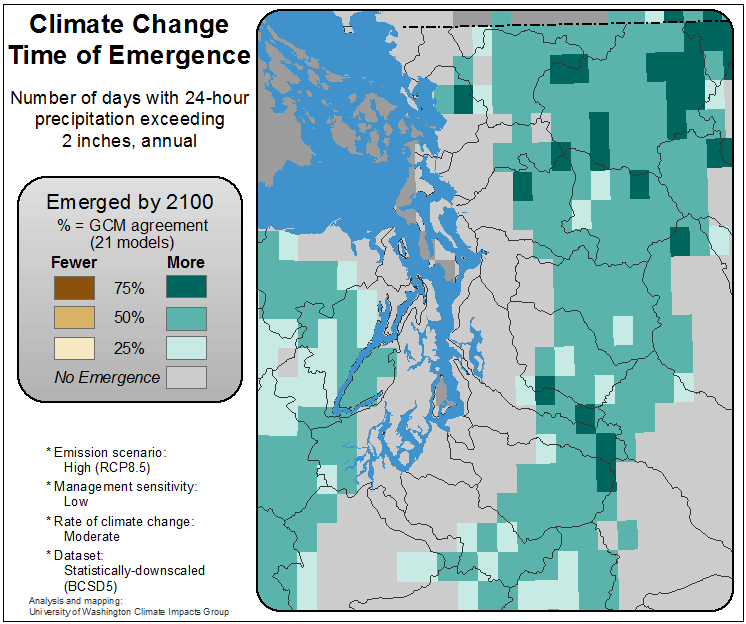 Climate Change
Time of Emergence
Number of days with 24-hour
precipitation exceeding
2 inches, annual
Emerged by 2100
% = GCM agreement
(21 models)
Fewer More
75%
50%
25%
No Emergence
* Emission scenario:
High (RCP8.5)
* Management sensitivity:
Low
* Rate of climate change:
Moderate
* Dataset:
Statistically-downscaled
(BCSD5)
Analysis and mapping:
University of Washington Climate Impacts Group